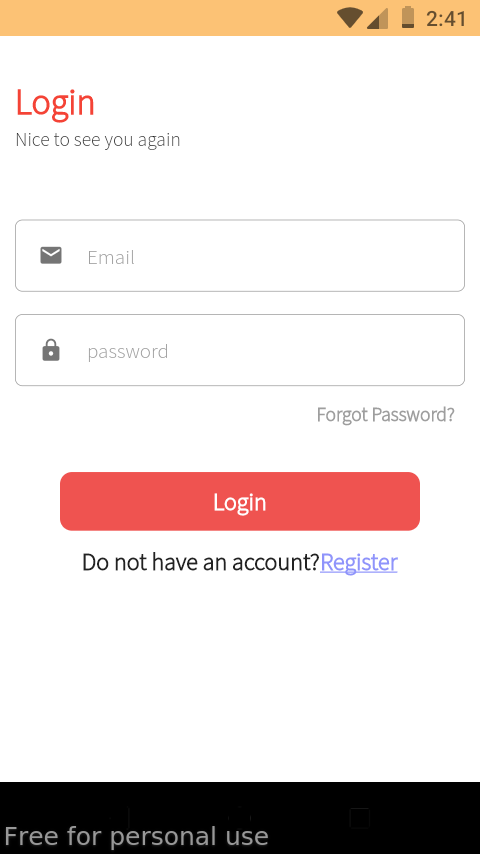 2:41
Login
Nice to see you again
Email
password
Forgot Password?
Login
Do not have an account?Register
Free for personal use